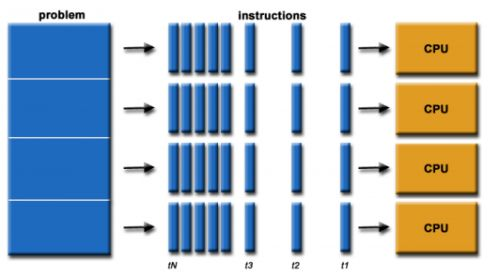 problem
instructions
CPU
CPU
CPU
CPU
tN t3 t2 t1